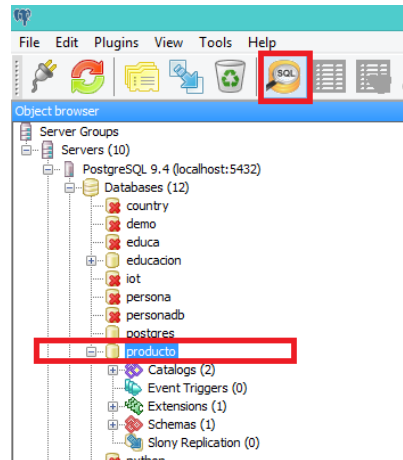 File Edit Plugins View Tools Help
SQL
Object browser
Server Groups
Servers (10)
PostgreSQL 9.4 (localhost:5432)
Databases (12)
country
demo
educa
educacion
iot
persona
personadb
postgres
producto
Catalogs (2)
Event Triggers (0)
Extensions (1)
Schemas (1)
Slony Replication (0)
python